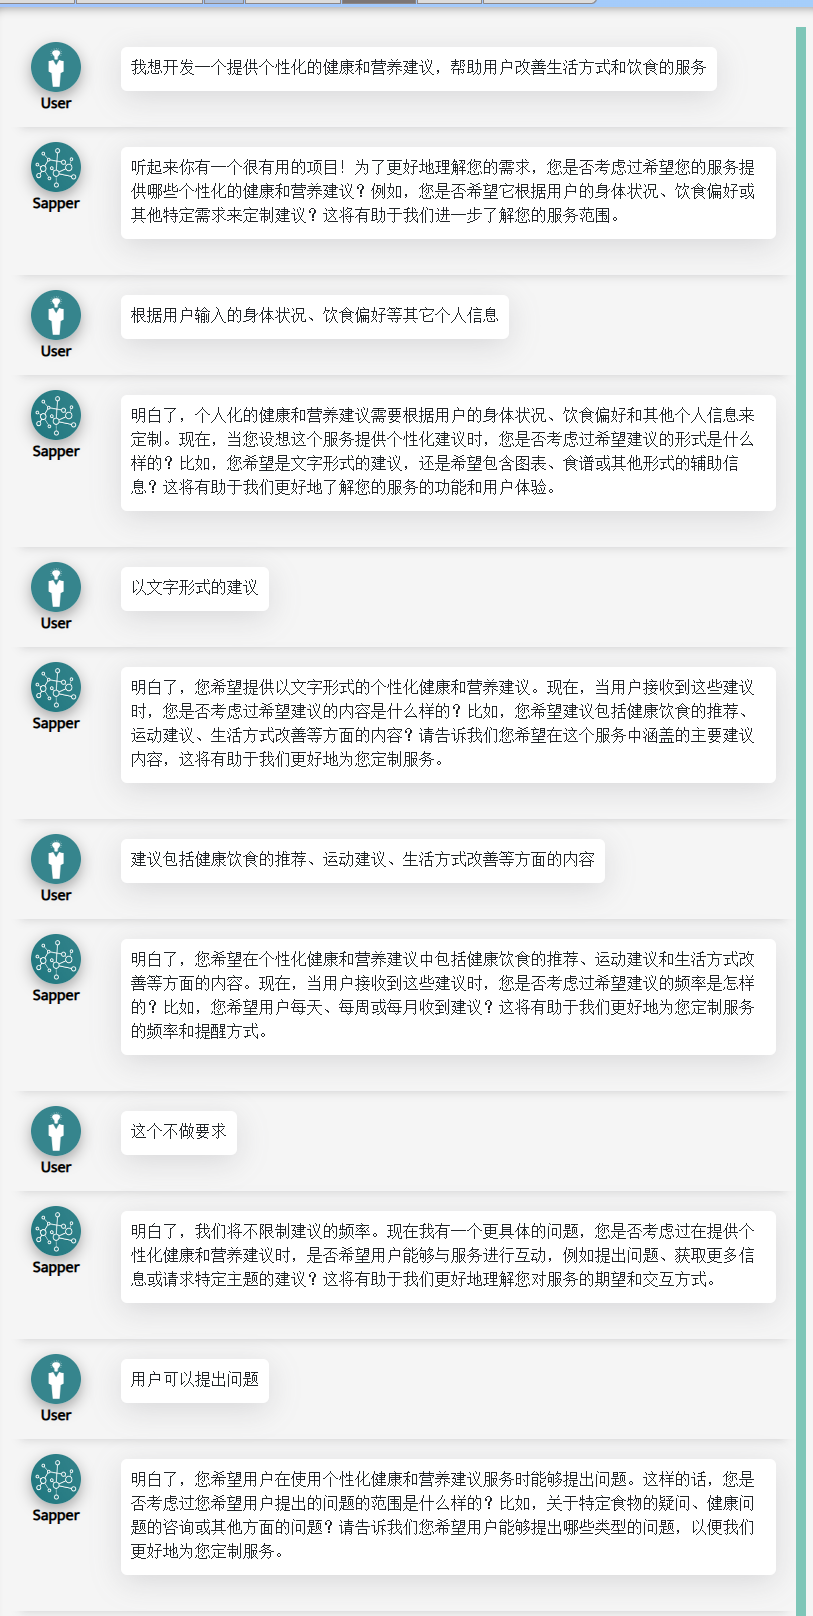 我想开发一个提供个性化的健康和营养建议，帮助用户改善生活方式和饮食的服务
User
听起来你有一个很有用的项目！为了更好地理解您的需求，您是否考虑过希望您的服务提
供哪些个性化的健康和营养建议？例如，您是否希望它根据用户的身体状况、饮食偏好或
其他特定需求来定制建议？这将有助于我们进一步了解您的服务范围。
Sapper
根据用户输入的身体状况、饮食偏好等其它个人信息
User
明白了，个人化的健康和营养建议需要根据用户的身体状况、饮食偏好和其他个人信息来
定制。现在，当您设想这个服务提供个性化建议时，您是否考虑过希望建议的形式是什么
样的？比如，您希望是文字形式的建议，还是希望包含图表、食谱或其他形式的辅助信
息？这将有助于我们更好地了解您的服务的功能和用户体验。
Sapper
以文字形式的建议
User
明白了，您希望提供以文字形式的个性化健康和营养建议。现在，当用户接收到这些建议
时，您是否考虑过希望建议的内容是什么样的？比如，您希望建议包括健康饮食的推荐、
运动建议、生活方式改善等方面的内容？请告诉我们您希望在这个服务中涵盖的主要建议
内容，这将有助于我们更好地为您定制服务。
Sapper
建议包括健康饮食的推荐、运动建议、生活方式改善等方面的内容
User
明白了，您希望在个性化健康和营养建议中包括健康饮食的推荐、运动建议和生活方式改
善等方面的内容。现在，当用户接收到这些建议时，您是否考虑过希望建议的频率是怎样
的？比如，您希望用户每天、每周或每月收到建议？这将有助于我们更好地为您定制服务
的频率和提醒方式。
Sapper
这个不做要求
User
明白了，我们将不限制建议的频率。现在我有一个更具体的问题，您是否考虑过在提供个
性化健康和营养建议时，是否希望用户能够与服务进行互动，例如提出问题、获取更多信
息或请求特定主题的建议？这将有助于我们更好地理解您对服务的期望和交互方式。
Sapper
用户可以提出问题
User
明白了，您希望用户在使用个性化健康和营养建议服务时能够提出问题。这样的话，您是
否考虑过您希望用户提出的问题的范围是什么样的？比如，关于特定食物的疑问、健康问
题的咨询或其他方面的问题？请告诉我们您希望用户能够提出哪些类型的问题，以便我们
更好地为您定制服务。
Sapper